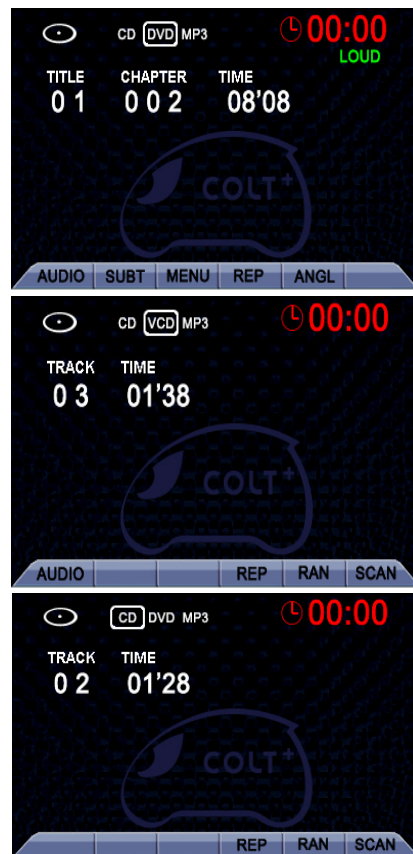 CD DVD MP3 00:00
LOUD
TITLE CHAPTER TIME
01 002 08'08
COLT+
AUDIO SUBT MENU REP ANGL
CD VCD MP3 00:00
TRACK TIME
03 01'38
COLT+
AUDIO REP RAN SCAN
CD DVD MP3 00:00
TRACK TIME
02 01'28
COLT+
REP RAN SCAN